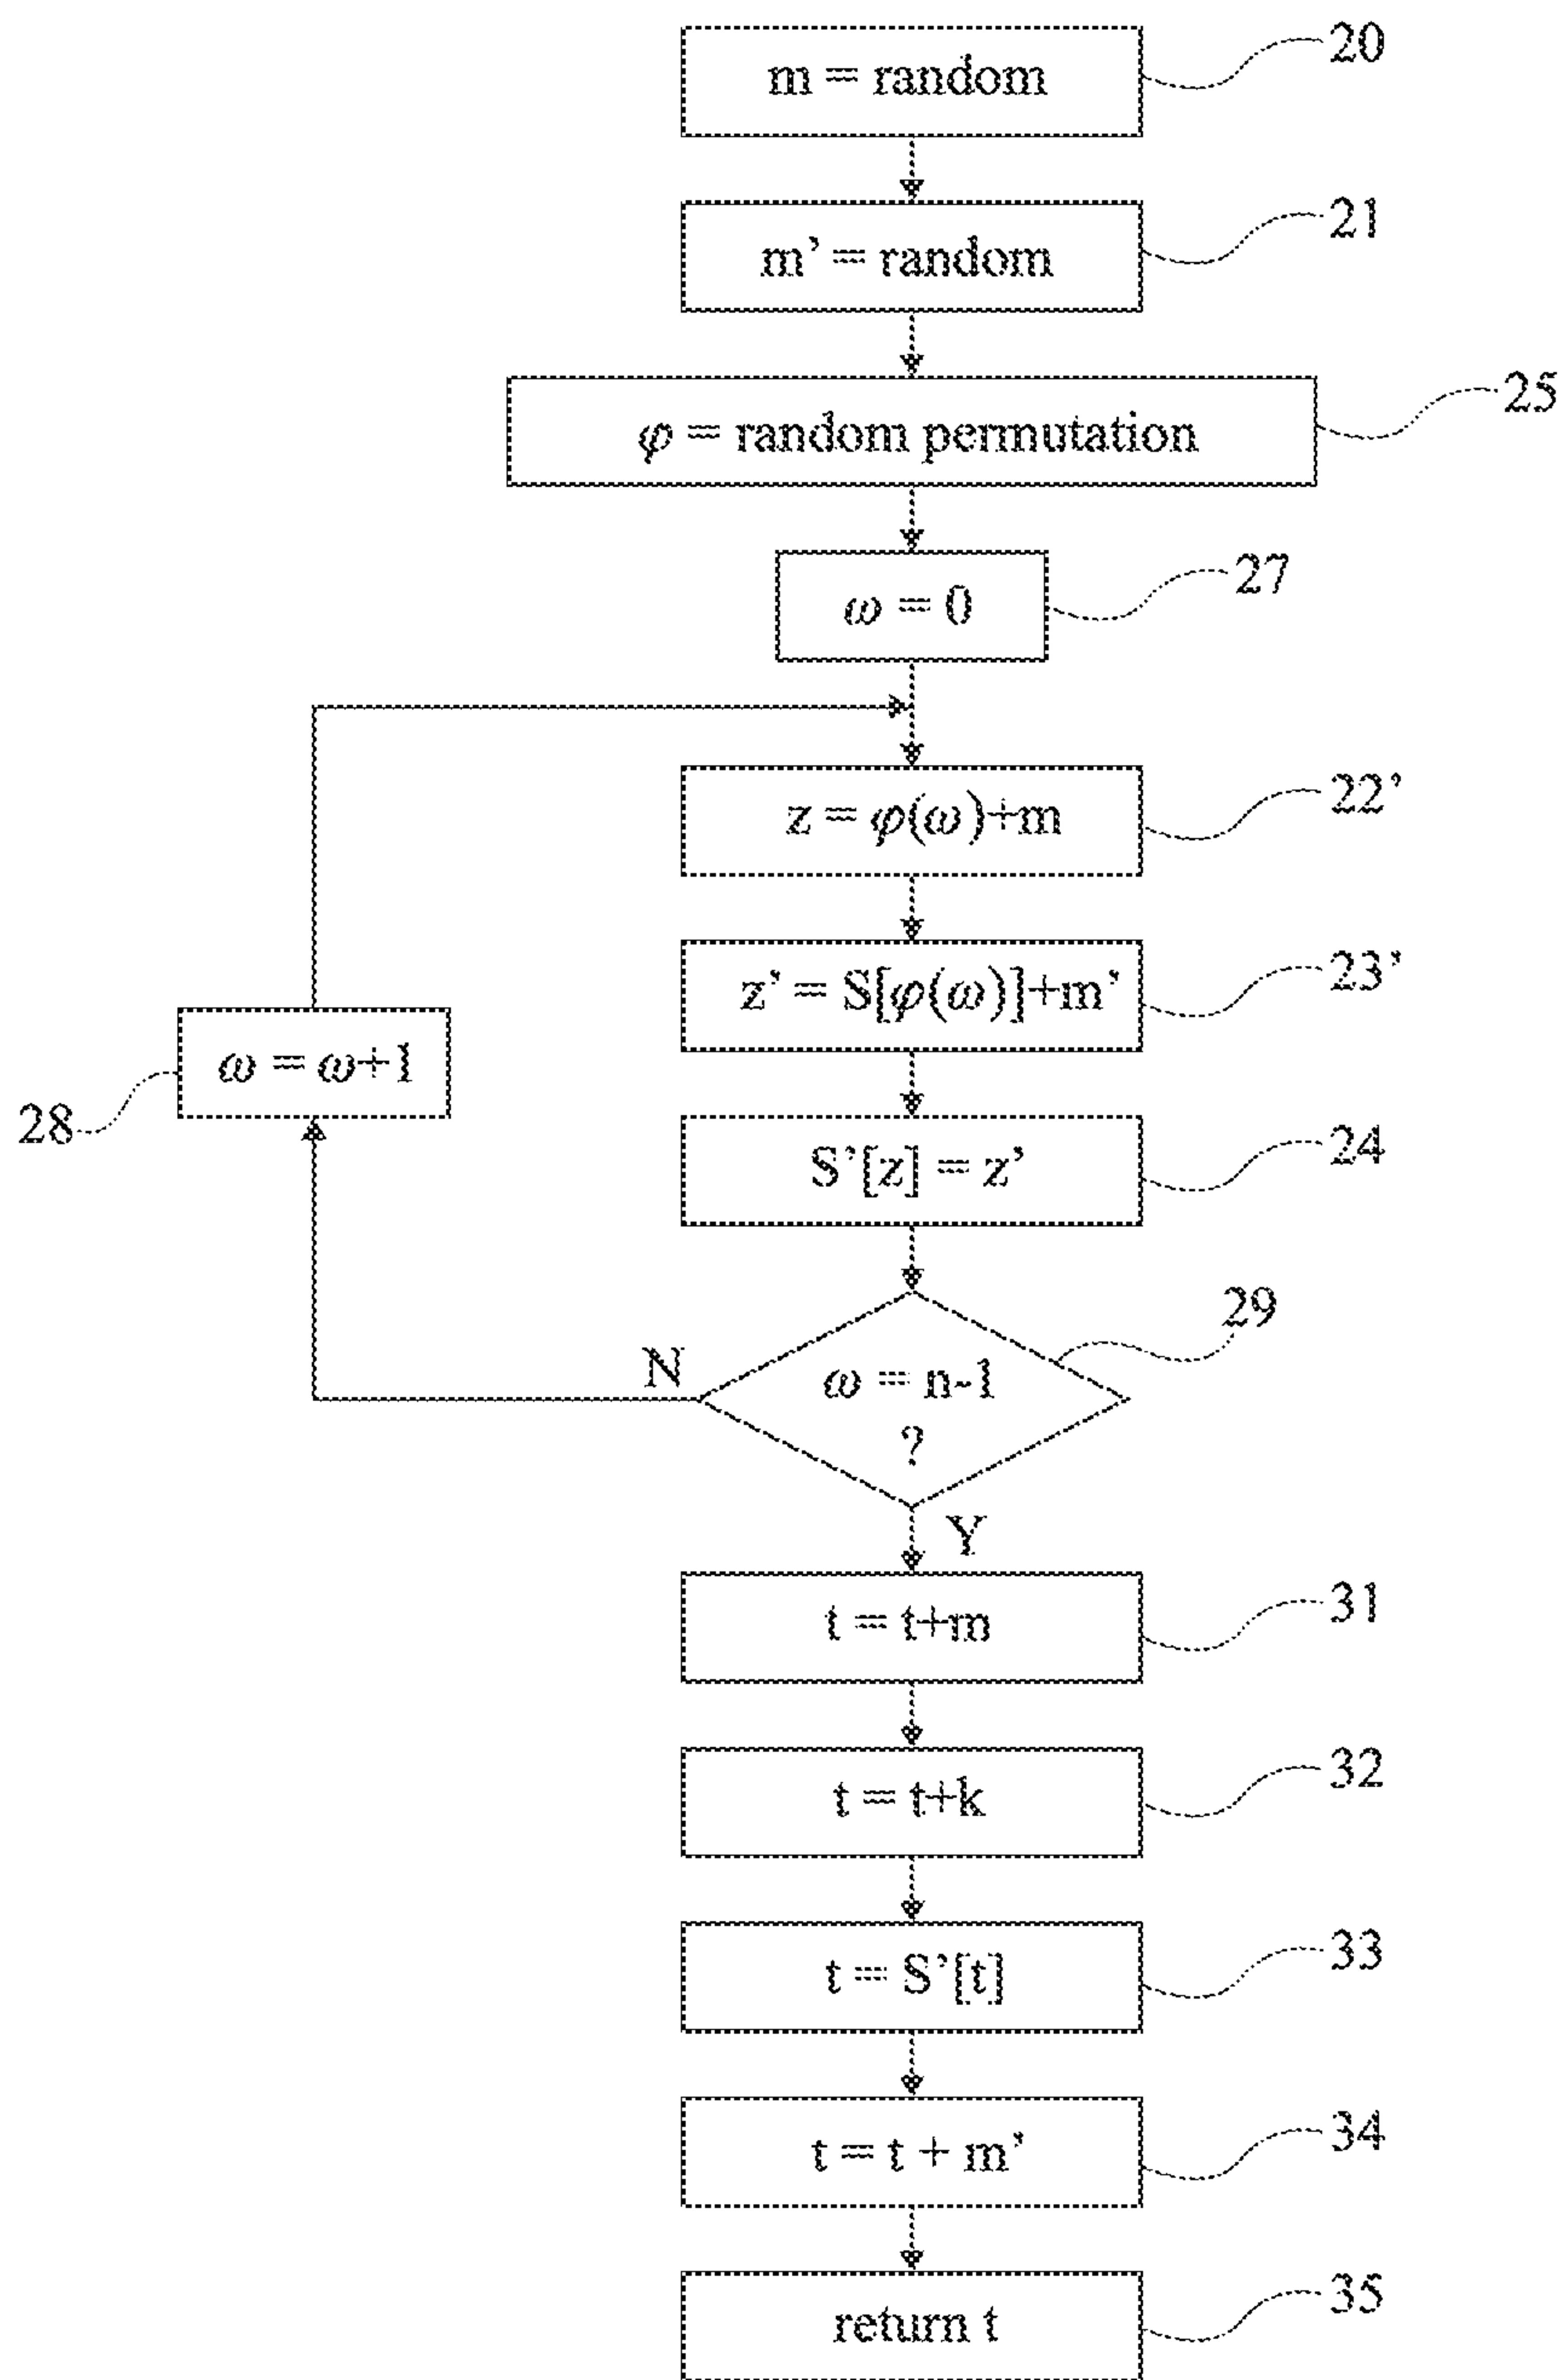 m = random
20
m' = random
21
φ = random permutation
25
ω = 0
27
z = φ(ω)+m
22'
z' = S[φ(ω)]+m'
23'
ω = ω+1
28
S'[z] = z'
24
ω = n-1
?
29
N
Y
t = t+m
31
t = t+k
32
t = S'[t]
33
t = t + m'
34
return t
35